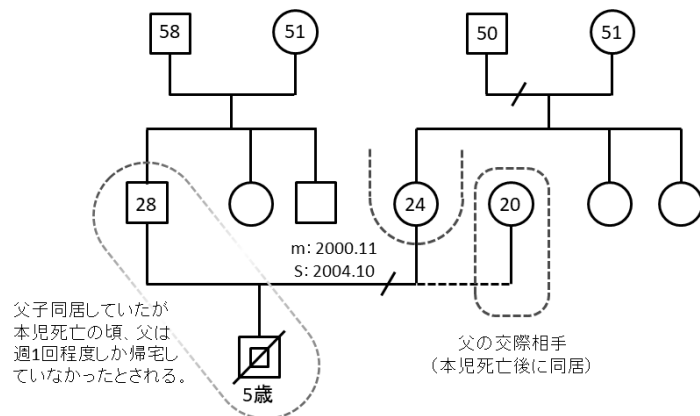 58
51
50
51
28
24
20
m: 2000.11
S: 2004.10
父子同居していたが
本児死亡の頃、父は
週1回程度しか帰宅し
ていなかったとされる。
5歳
父の交際相手
（本児死亡後に同居）